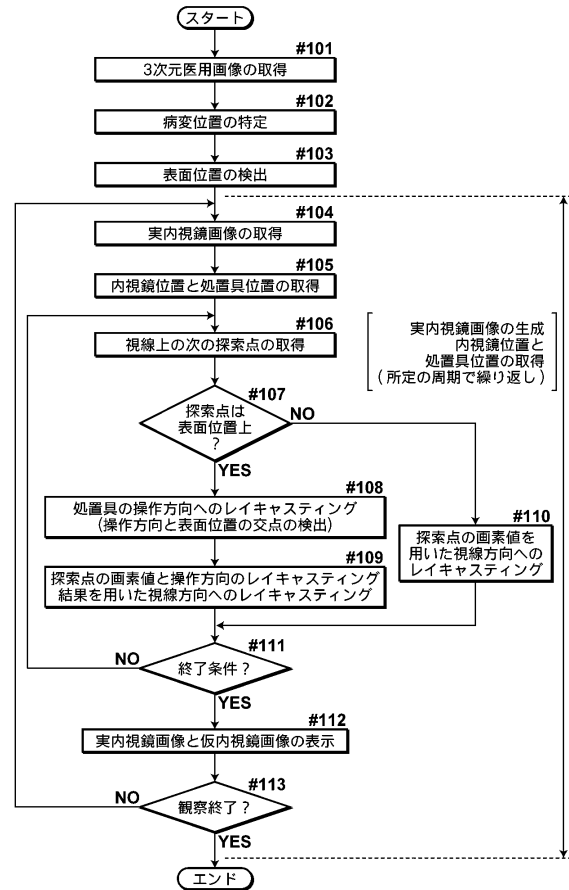 スタート
#101
3次元医用画像の取得
#102
病変位置の特定
#103
表面位置の検出
#104
実内視鏡画像の取得
#105
内視鏡位置と処置具位置の取得
#106
視線上の次の探索点の取得
実内視鏡画像の生成
内視鏡位置と
処置具位置の取得
(所定の周期で繰り返し)
#107
探索点は
表面位置上
?
NO
YES
#108
処置具の操作方向へのレイキャスティング
(操作方向と表面位置の交点の検出)
#110
探索点の画素値を
用いた視線方向への
レイキャスティング
#109
探索点の画素値と操作方向のレイキャスティング
結果を用いた視線方向へのレイキャスティング
#111
終了条件?
NO
YES
#112
実内視鏡画像と仮内視鏡画像の表示
#113
観察終了?
NO
YES
エンド